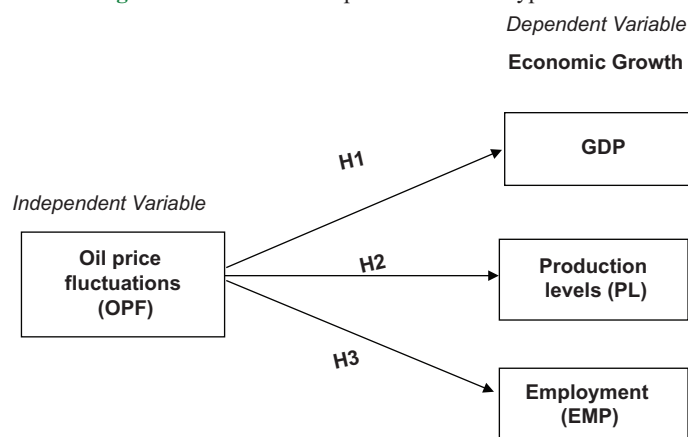 Dependent Variable
Economic Growth
GDP
H1
Independent Variable
Oil price
fluctuations
(OPF)
H2
Production
levels (PL)
H3
Employment
(EMP)